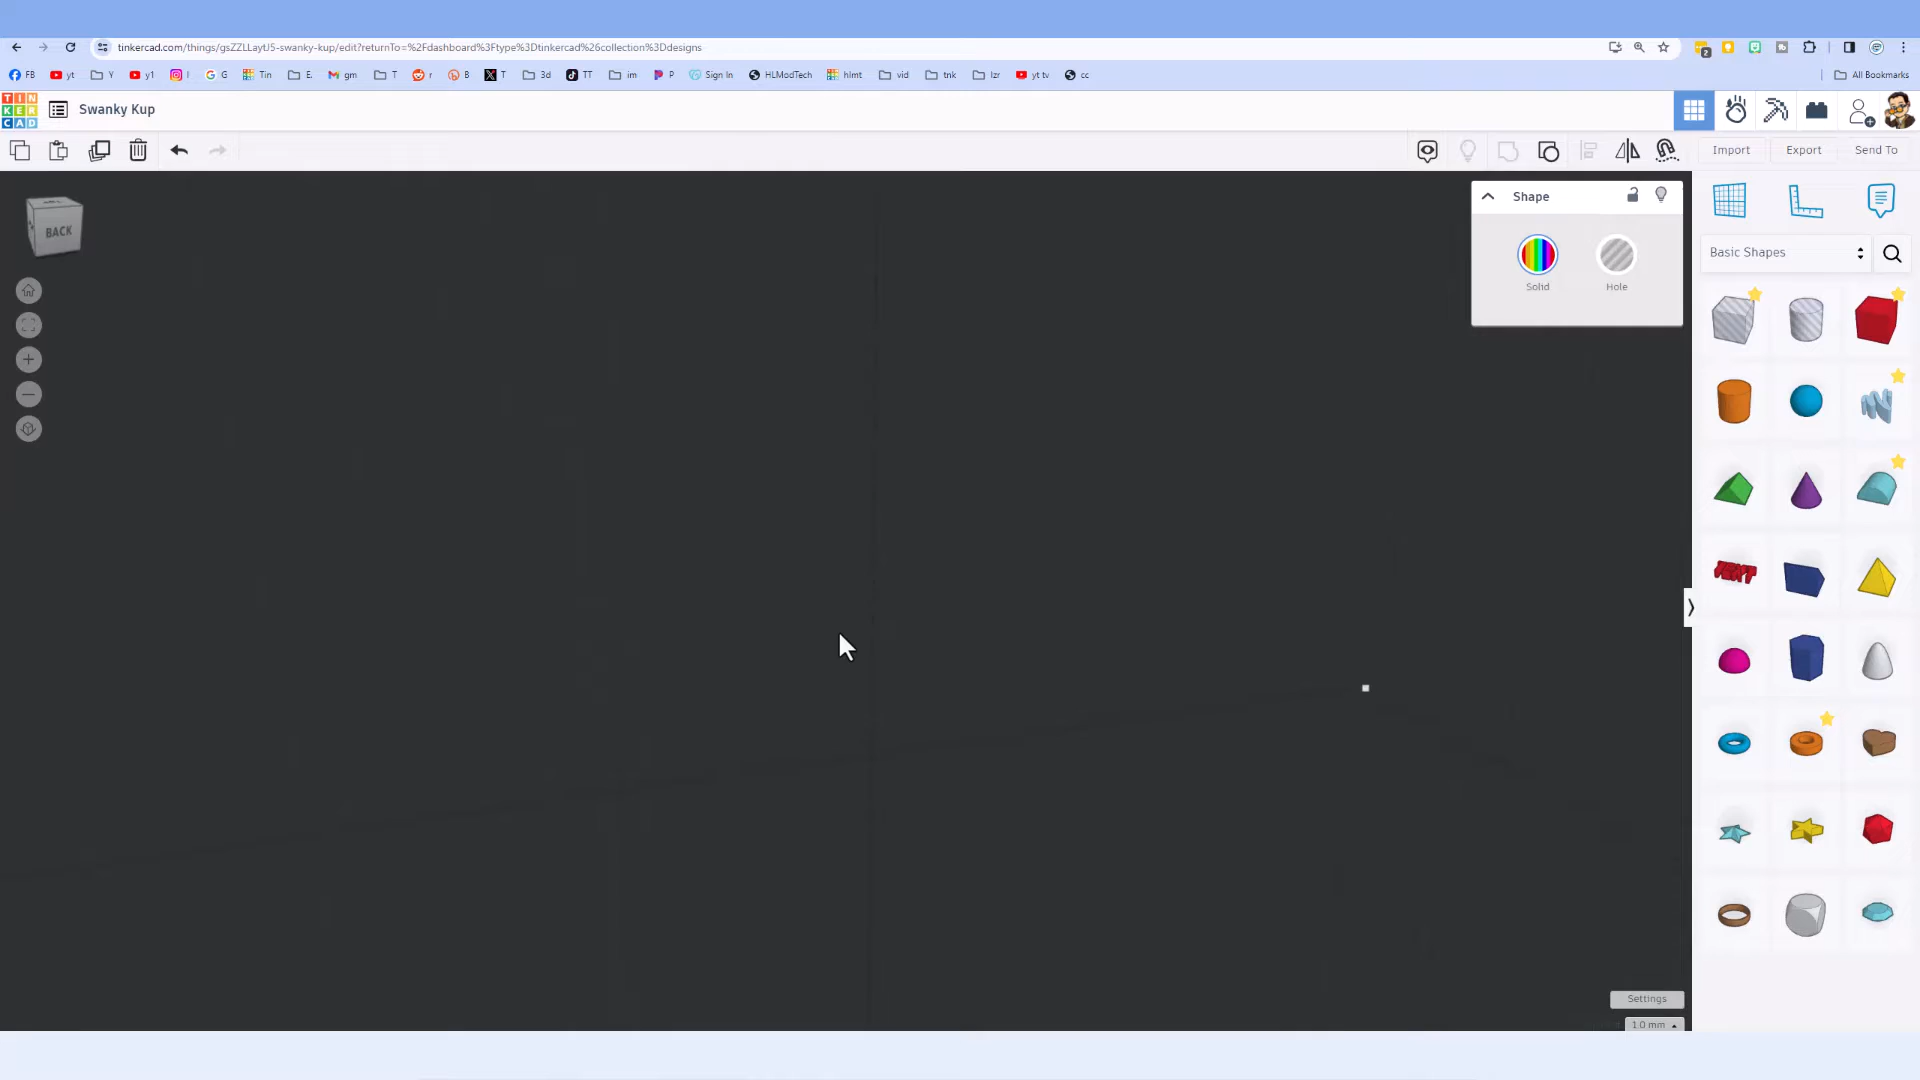 tinkercad.com/things/gsZZLLaytJ5-swanky-kup/edit?returnTo=%2Fdashboard%3Ftype%3Dtinkercad%26collection%3Ddesigns
FB yt Y y1 I G Tin E. gm T r B T 3d TT im P Sign In HLModTech hlmt vid tnk lzr yt tv cc All Bookmarks
TIN
KER
CAD
Swanky Kup
Import Export Send To
BACK
Shape
Solid Hole
Basic Shapes
TEXT
Settings
1.0 mm